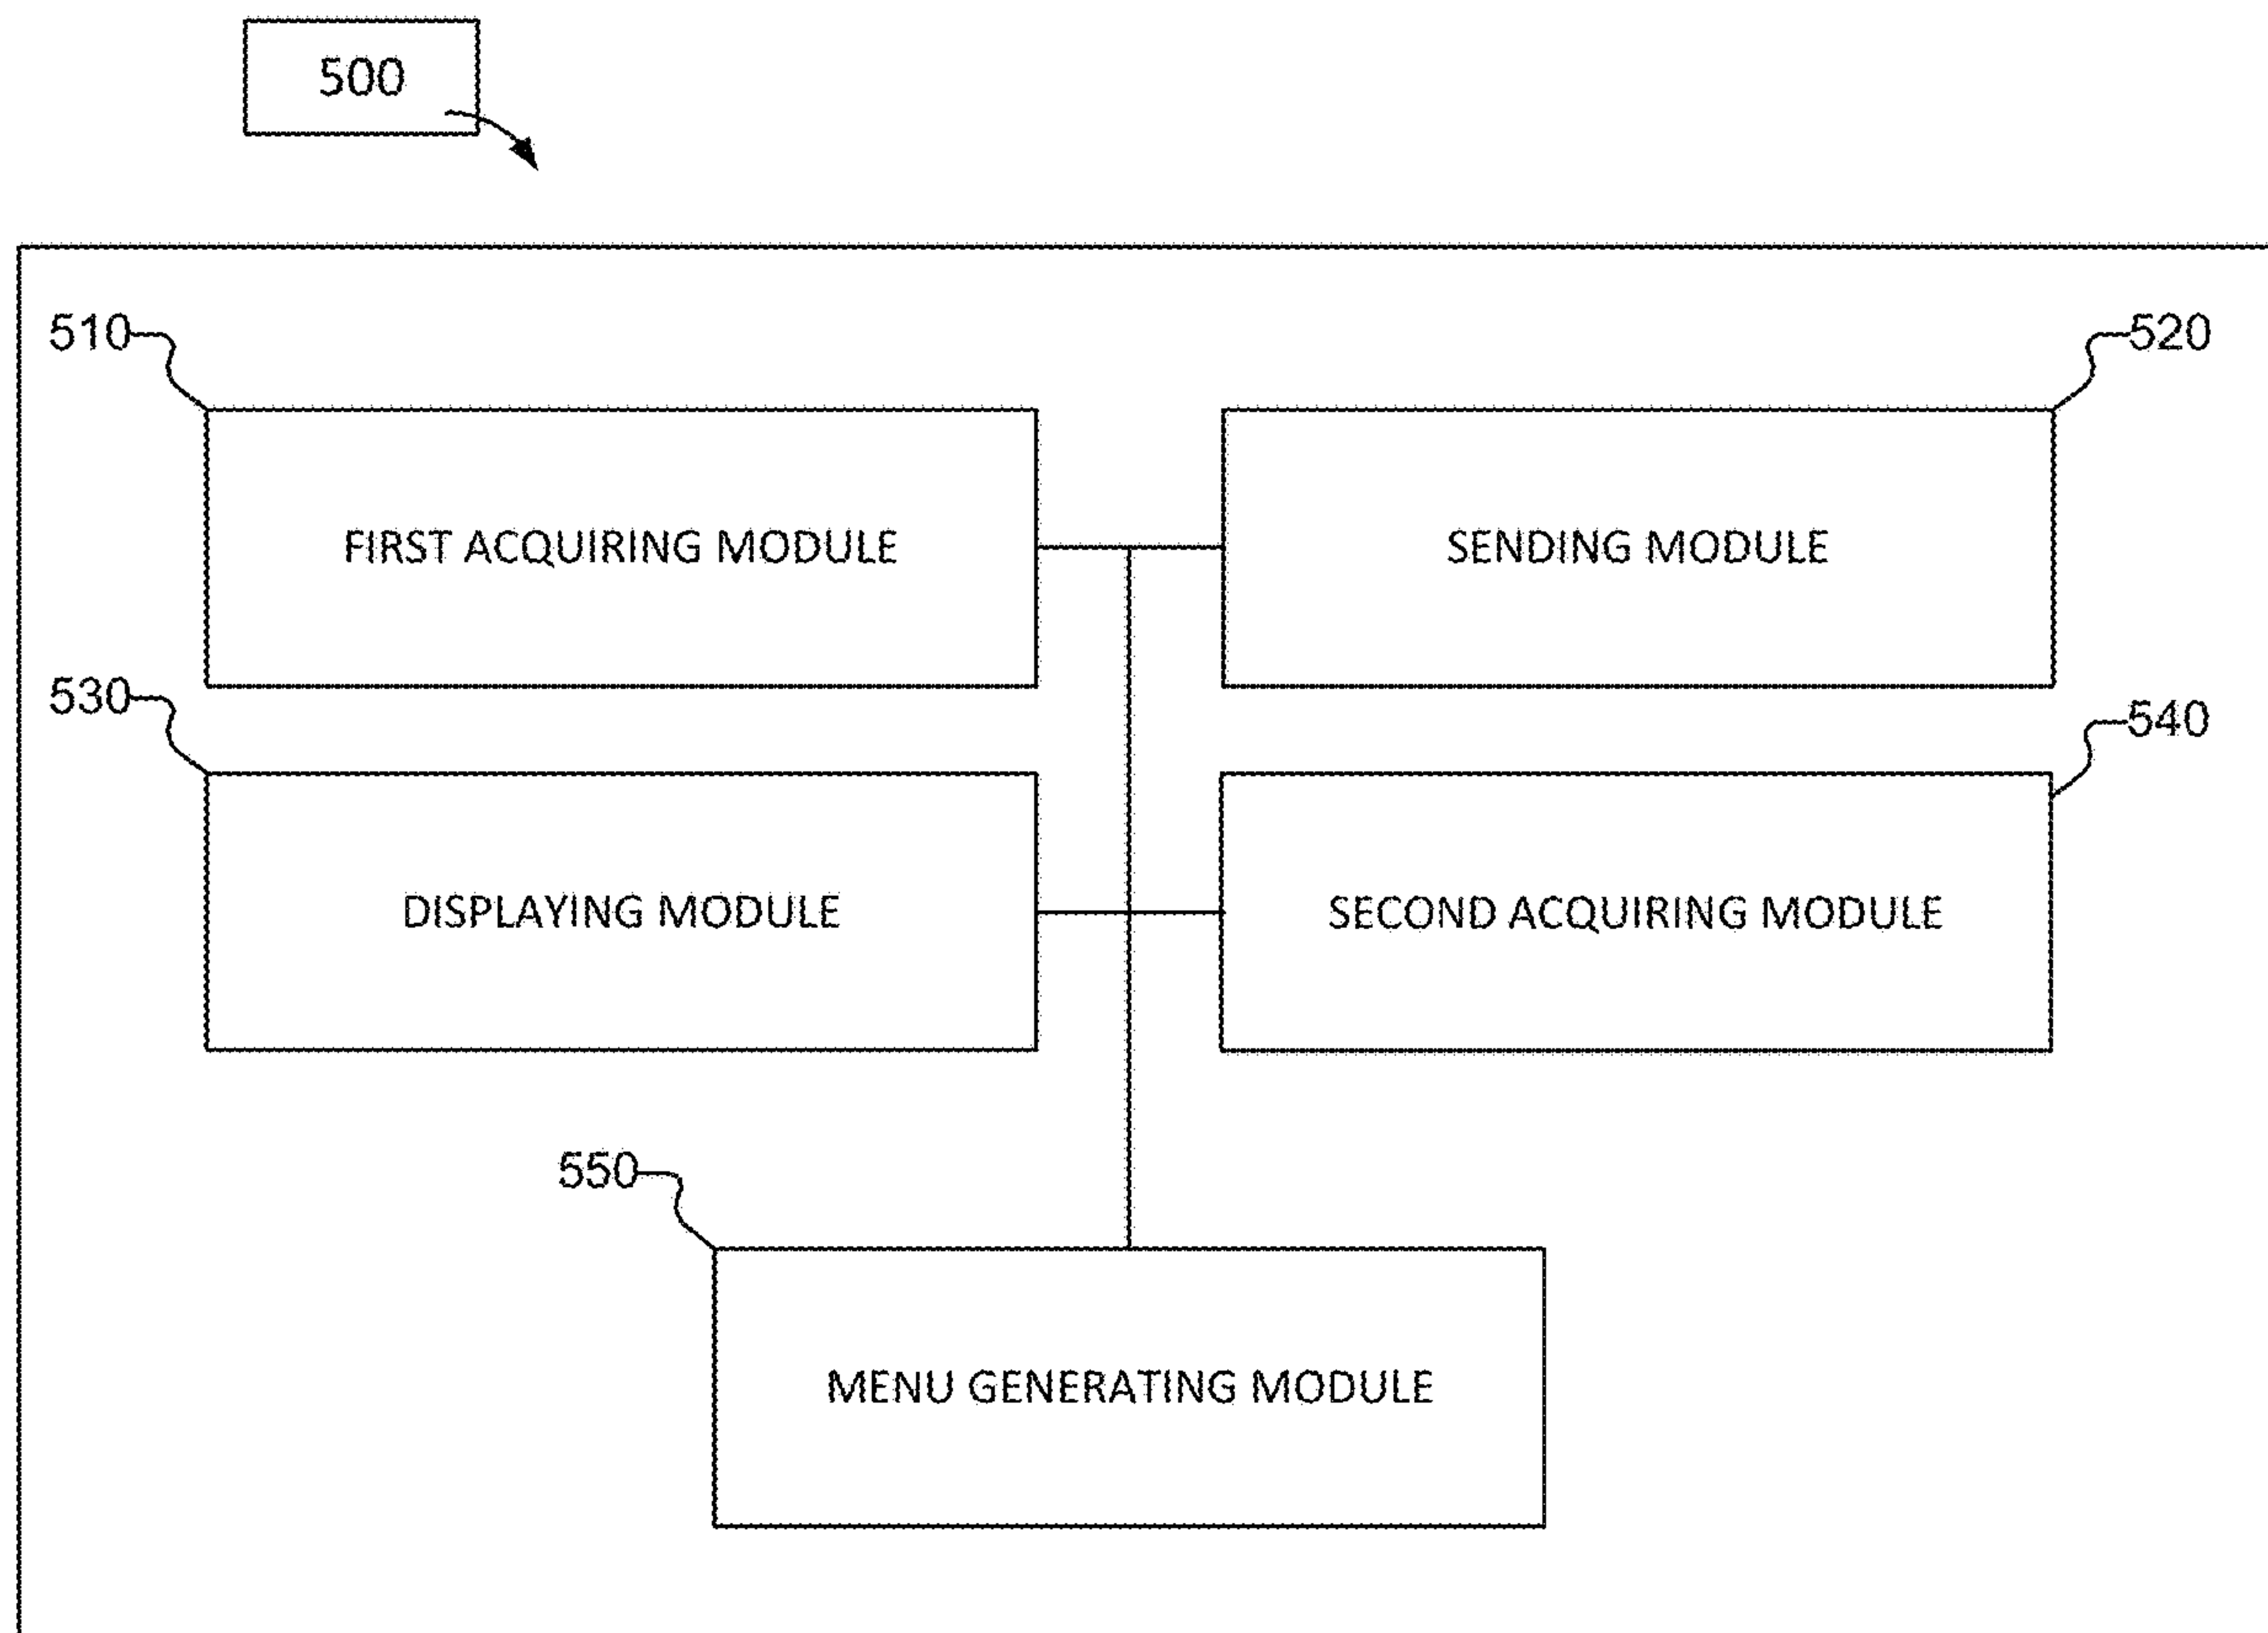 500
510
520
FIRST ACQUIRING MODULE
SENDING MODULE
530
540
DISPLAYING MODULE
SECOND ACQUIRING MODULE
550
MENU GENERATING MODULE